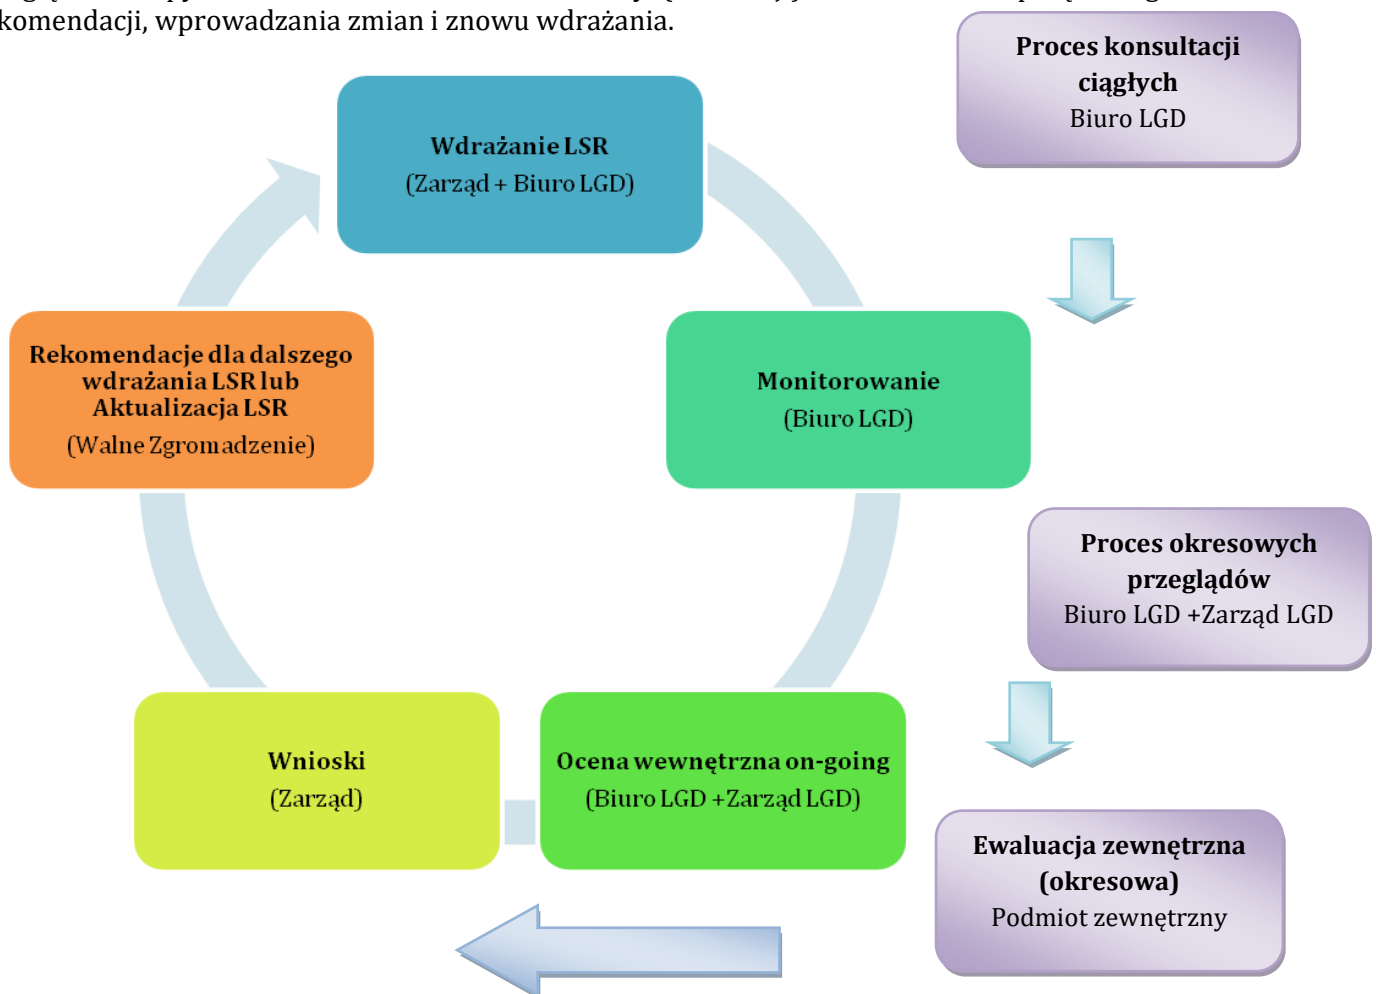 komendacji, wprowadzania zmian i znowu wdrażania.
Proces konsultacji
ciągłych
Biuro LGD
Wdrażanie LSR
(Zarząd + Biuro LGD)
Rekomendacje dla dalszego
wdrażania LSR lub
Aktualizacja LSR
(Walne Zgromadzenie)
Monitorowanie
(Biuro LGD)
Proces okresowych
przeglądów
Biuro LGD +Zarząd LGD
Wnioski
(Zarząd)
Ocena wewnętrzna on-going
(Biuro LGD +Zarząd LGD)
Ewaluacja zewnętrzna
(okresowa)
Podmiot zewnętrzny